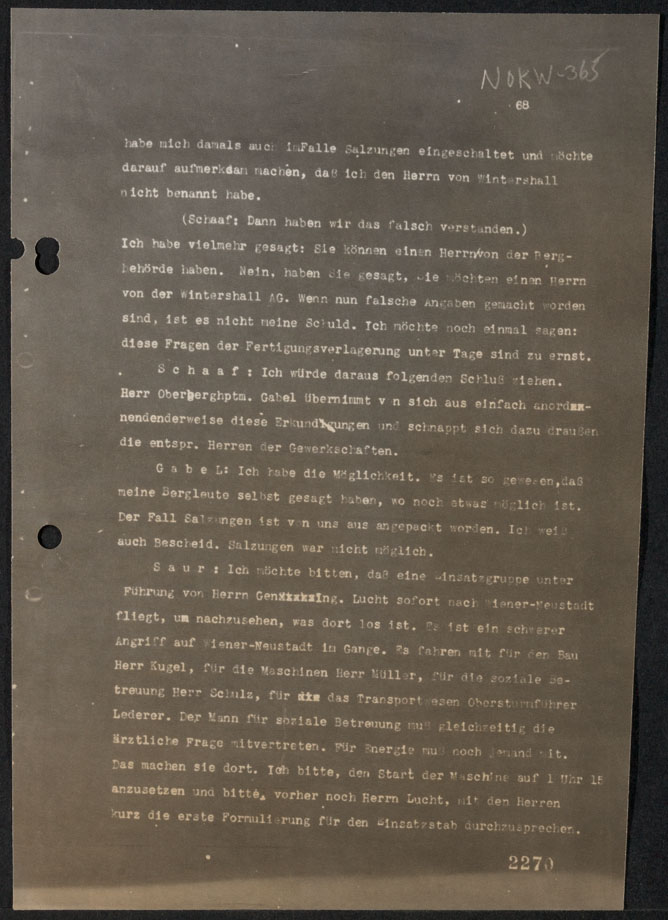 NOKW-365
68
habe mich damals auch imFalle Salzungen eingeschaltet und möchte
darauf aufmerkdam machen, daß ich den Herrn von Wintershall
nicht benannt habe.
(Schaaf: Dann haben wir das falsch verstanden.)
Ich habe vielmehr gesagt: Sie können einen Herrn von der Berg-
behörde haben. Nein, haben Sie gesagt, Sie möchten einen Herrn
von der Wintershall AG. Wenn nun falsche Angaben gemacht worden
sind, ist es nicht meine Schuld. Ich möchte noch einmal sagen:
diese Fragen der Fertigungsverlagerung unter Tage sind zu ernst.
S c h a a f : Ich würde daraus folgenden Schluß ziehen.
Herr Oberberghptm. Gabel übernimmt von sich aus einfach anord-
nendenderweise diese Erkundigungen und schnappt sich dazu draußen
die entspr. Herren der Gewerkschaften.
G a b e L: Ich habe die Möglichkeit. Es ist so gewesen,daß
meine Bergleute selbst gesagt haben, wo noch etwas möglich ist.
Der Fall Salzungen ist von uns aus angepackt worden. Ich weiß
auch Bescheid. Salzungen war nicht möglich.
S a u r : Ich möchte bitten, daß eine Einsatzgruppe unter
Führung von Herrn Gen Ing. Lucht sofort nach Wiener-Neustadt
fliegt, um nachzusehen, was dort los ist. Es ist ein schwerer
Angriff auf Wiener-Neustadt im Gange. Es fahren mit für den Bau
Herr Kugel, für die Maschinen Herr Müller, für die soziale Be-
treuung Herr Schulz, für das Transportwesen Obersturmführer
Lederer. Der Mann für soziale Betreuung muß gleichzeitig die
ärztliche Frage mitvertreten. Für Energie muß noch jemand mit.
Das machen sie dort. Ich bitte, den Start der Maschine auf 1 Uhr 15
anzusetzen und bitte, vorher noch Herrn Lucht, mit den Herren
kurz die erste Formulierung für den Einsatzstab durchzusprechen.
2270